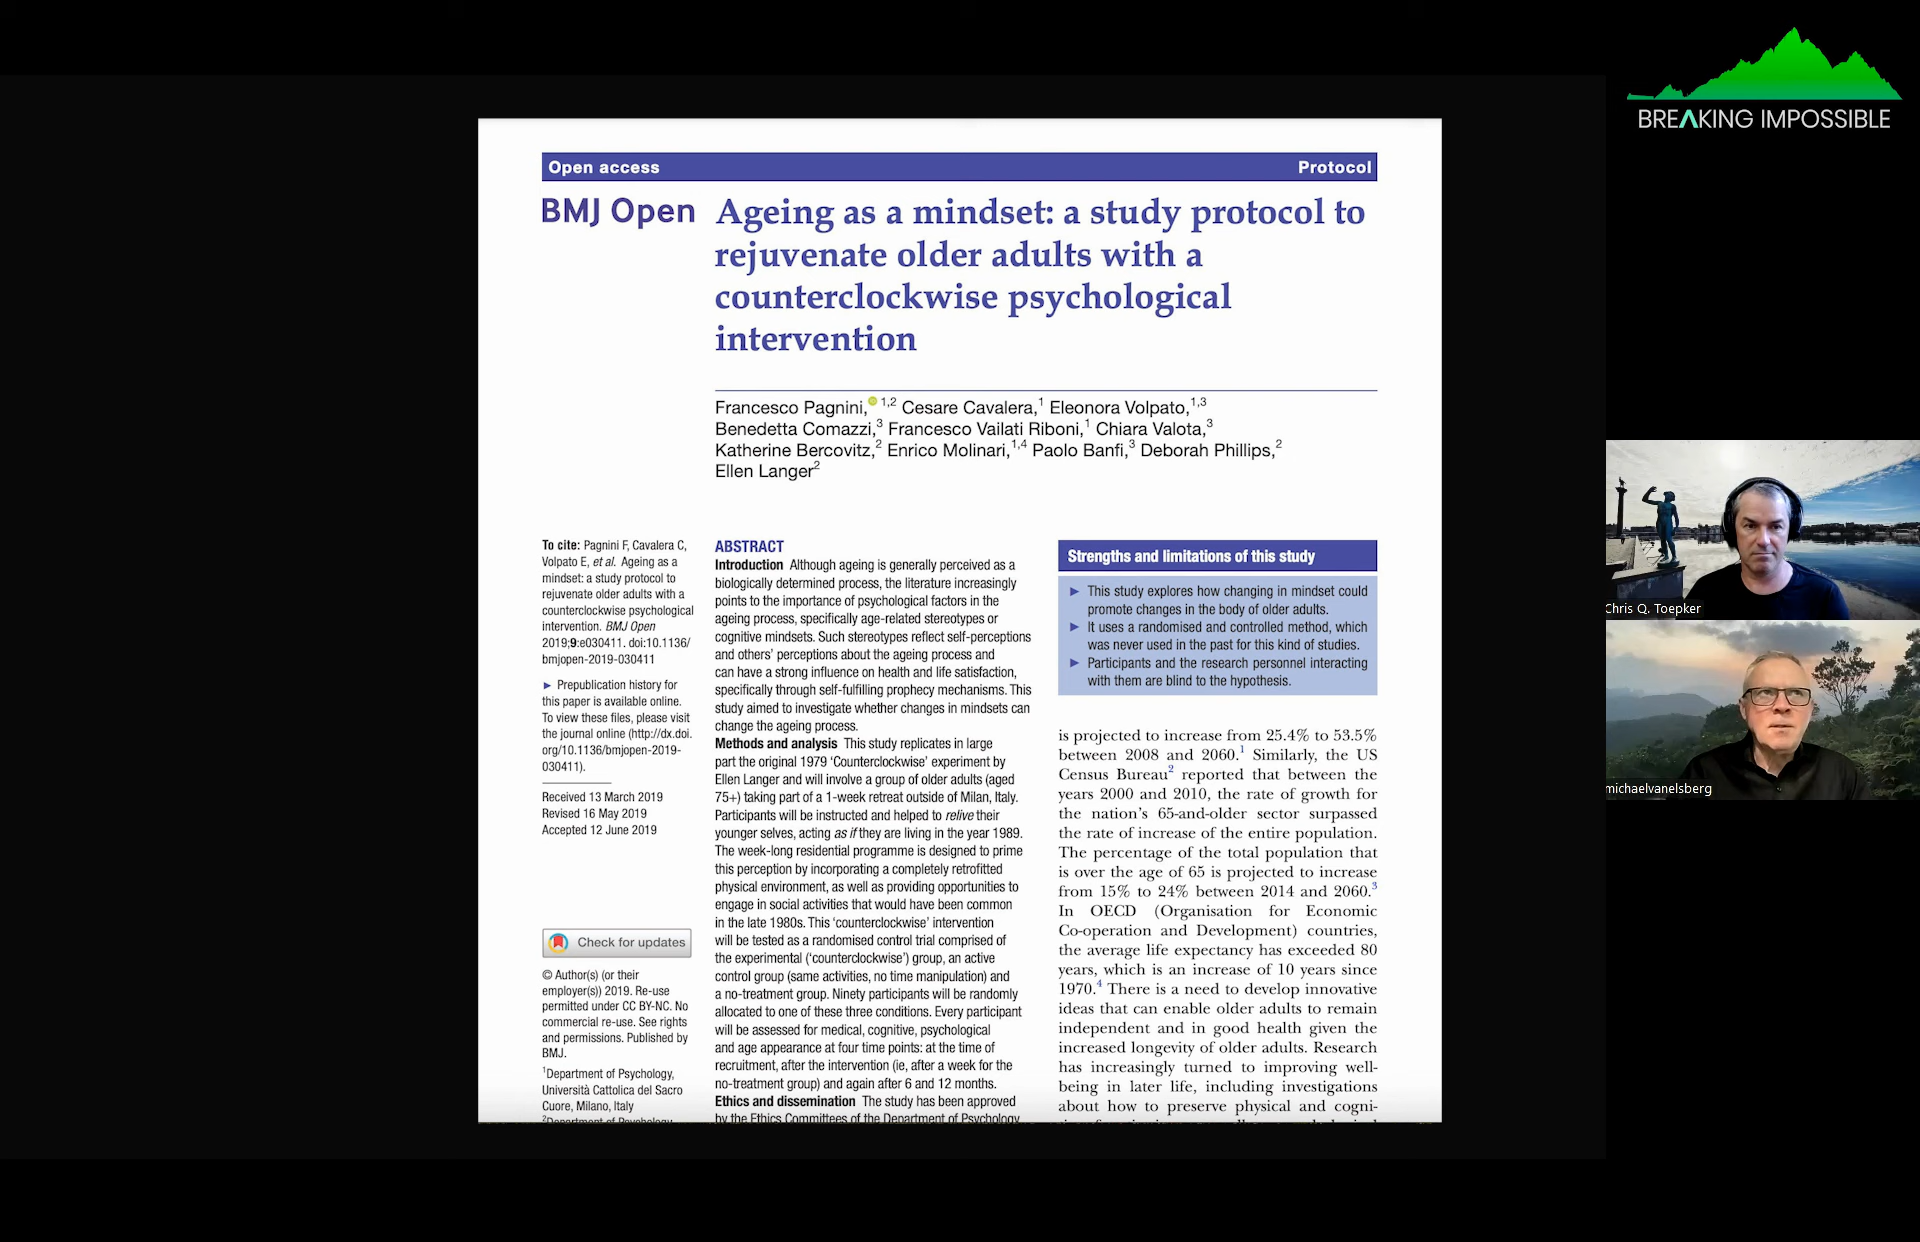 BREAKING IMPOSSIBLE
Open access
Protocol
BMJ Open
Ageing as a mindset: a study protocol to
rejuvenate older adults with a
counterclockwise psychological
intervention
Francesco Pagnini, 1,2 Cesare Cavalera,1 Eleonora Volpato,1,3
Benedetta Comazzi,3 Francesco Vailati Riboni,1 Chiara Valota,3
Katherine Bercovitz,2 Enrico Molinari,1,4 Paolo Banfi,3 Deborah Phillips,2
Ellen Langer2
To cite: Pagnini F, Cavalera C,
Volpato E, et al. Ageing as a
mindset: a study protocol to
rejuvenate older adults with a
counterclockwise psychological
intervention. BMJ Open
2019;9:e030411. doi:10.1136/
bmjopen-2019-030411
► Prepublication history for
this paper is available online.
To view these files, please visit
the journal online (http://dx.doi.
org/10.1136/bmjopen-2019-
030411).
Received 13 March 2019
Revised 16 May 2019
Accepted 12 June 2019
Check for updates
© Author(s) (or their
employer(s)) 2019. Re-use
permitted under CC BY-NC. No
commercial re-use. See rights
and permissions. Published by
BMJ.
1Department of Psychology,
Università Cattolica del Sacro
Cuore, Milano, Italy
2Department of Psychology,
ABSTRACT
Introduction Although ageing is generally perceived as a
biologically determined process, the literature increasingly
points to the importance of psychological factors in the
ageing process, specifically age-related stereotypes or
cognitive mindsets. Such stereotypes reflect self-perceptions
and others' perceptions about the ageing process and
can have a strong influence on health and life satisfaction,
specifically through self-fulfilling prophecy mechanisms. This
study aimed to investigate whether changes in mindsets can
change the ageing process.
Methods and analysis This study replicates in large
part the original 1979 'Counterclockwise' experiment by
Ellen Langer and will involve a group of older adults (aged
75+) taking part of a 1-week retreat outside of Milan, Italy.
Participants will be instructed and helped to relive their
younger selves, acting as if they are living in the year 1989.
The week-long residential programme is designed to prime
this perception by incorporating a completely retrofitted
physical environment, as well as providing opportunities to
engage in social activities that would have been common
in the late 1980s. This 'counterclockwise' intervention
will be tested as a randomised control trial comprised of
the experimental ('counterclockwise') group, an active
control group (same activities, no time manipulation) and
a no-treatment group. Ninety participants will be randomly
allocated to one of these three conditions. Every participant
will be assessed for medical, cognitive, psychological
and age appearance at four time points: at the time of
recruitment, after the intervention (ie, after a week for the
no-treatment group) and again after 6 and 12 months.
Ethics and dissemination The study has been approved
by the Ethics Committees of the Department of Psychology
Strengths and limitations of this study
► This study explores how changing in mindset could
promote changes in the body of older adults.
► It uses a randomised and controlled method, which
was never used in the past for this kind of studies.
► Participants and the research personnel interacting
with them are blind to the hypothesis.
is projected to increase from 25.4% to 53.5%
between 2008 and 2060.1 Similarly, the US
Census Bureau2 reported that between the
years 2000 and 2010, the rate of growth for
the nation's 65-and-older sector surpassed
the rate of increase of the entire population.
The percentage of the total population that
is over the age of 65 is projected to increase
from 15% to 24% between 2014 and 2060.3
In OECD (Organisation for Economic
Co-operation and Development) countries,
the average life expectancy has exceeded 80
years, which is an increase of 10 years since
1970.4 There is a need to develop innovative
ideas that can enable older adults to remain
independent and in good health given the
increased longevity of older adults. Research
has increasingly turned to improving well-
being in later life, including investigations
about how to preserve physical and cogni-
Chris Q. Toepker
michaelvanelsberg